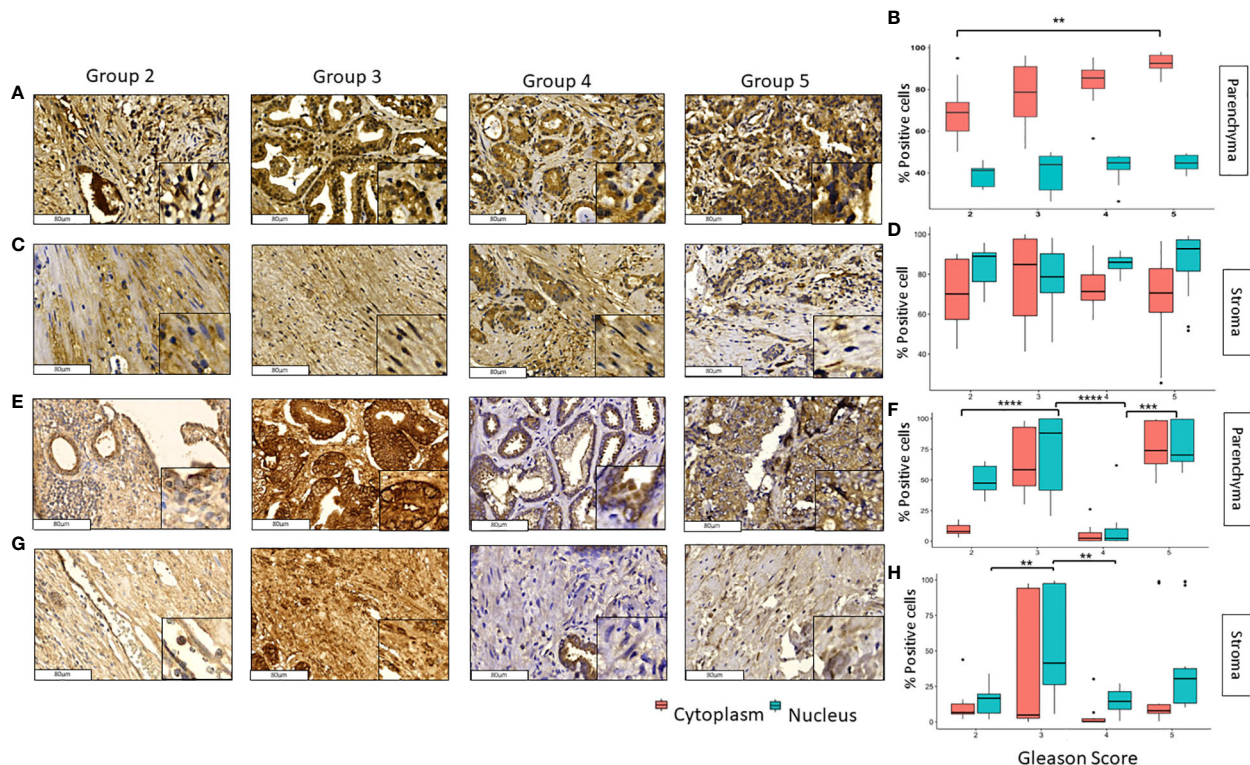 Group 2
Group 3
Group 4
Group 5
A
80μm
80μm
80μm
80μm
B
**
% Positive cells
100
80
60
40
2
3
4
5
Parenchyma
C
80μm
80μm
80μm
80μm
D
% Positive cell
100
80
60
40
2
3
4
5
Stroma
E
80μm
80μm
80μm
80μm
F
****
****
***
% Positive cells
100
75
50
25
0
2
3
4
5
Parenchyma
G
80μm
80μm
80μm
80μm
H
**
**
% Positive cells
100
75
50
25
0
2
3
4
5
Stroma
Cytoplasm
Nucleus
Gleason Score